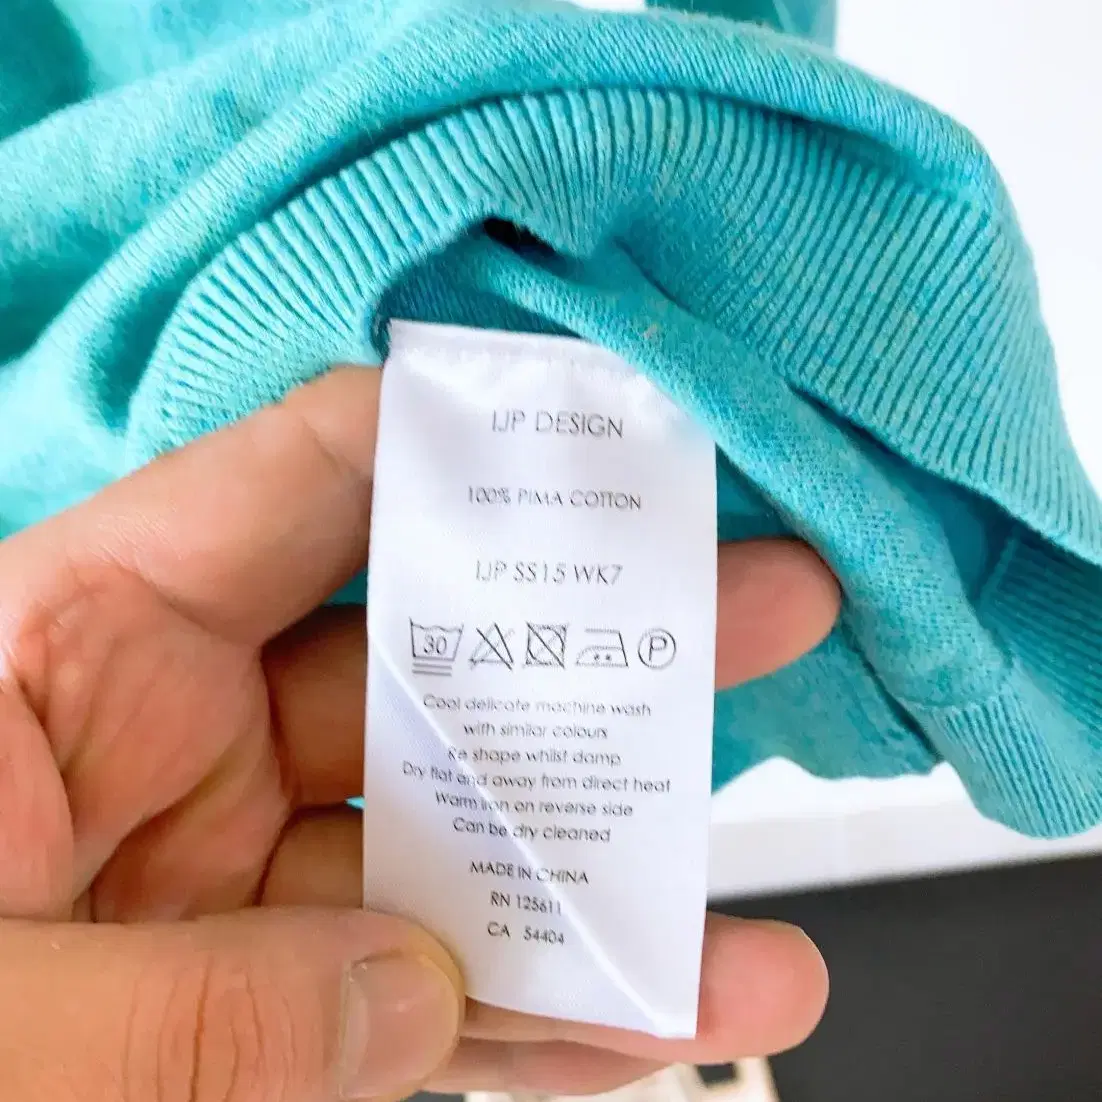 IJP DESIGN
100% PIMA COTTON
IJP SS15 WK7
30 P
Cool delicate machine wash
with similar colours
Re shape whilst damp
Dry flat and away from direct heat
Warm iron on reverse side
Can be dry cleaned
MADE IN CHINA
RN 125611
CA 54404